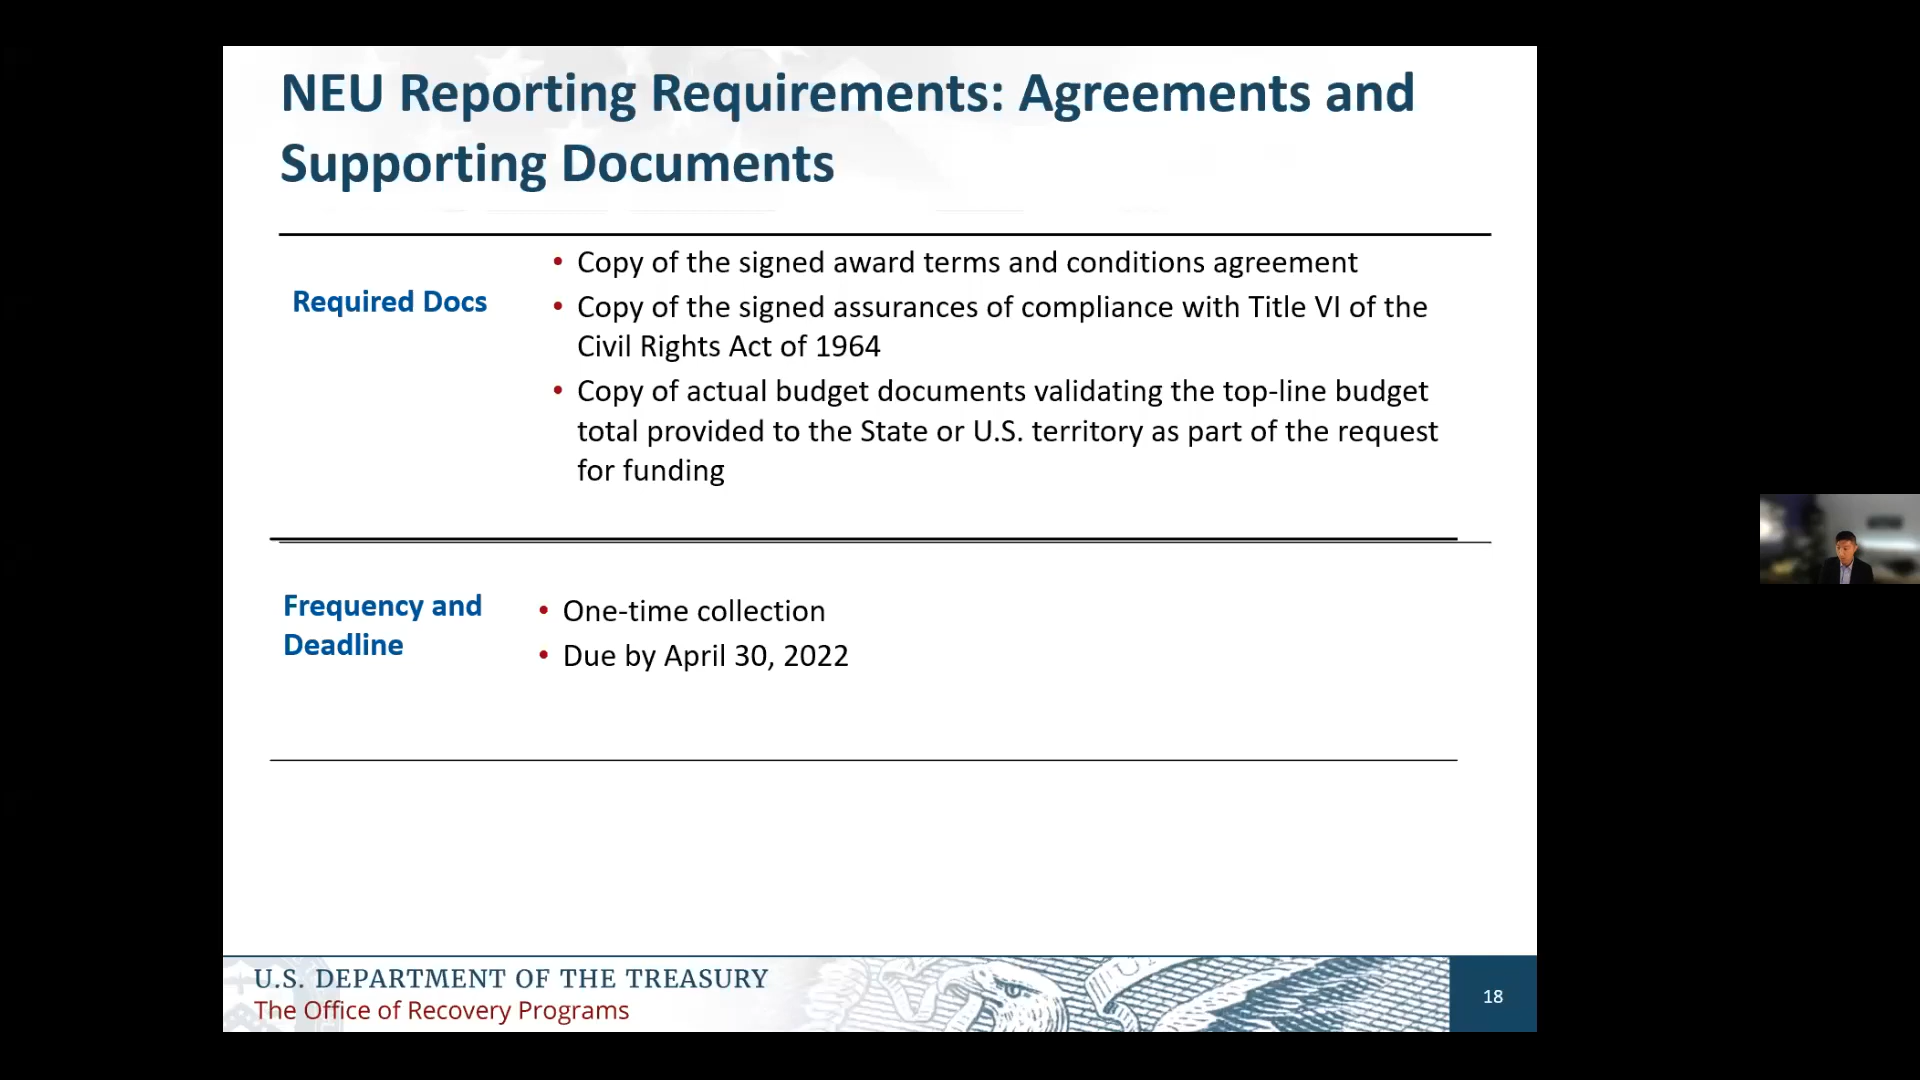 NEU Reporting Requirements: Agreements and
Supporting Documents
Required Docs
• Copy of the signed award terms and conditions agreement
• Copy of the signed assurances of compliance with Title VI of the
Civil Rights Act of 1964
• Copy of actual budget documents validating the top-line budget
total provided to the State or U.S. territory as part of the request
for funding
Frequency and
Deadline
• One-time collection
• Due by April 30, 2022
U.S. DEPARTMENT OF THE TREASURY
The Office of Recovery Programs
18